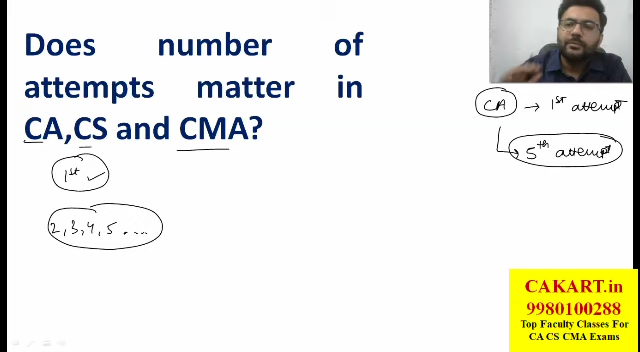 Does number of
attempts matter in
CA,CS and CMA?
1st ✓
2, 3, 4, 5 ....
CA → 1st attempt
5th attempt
CAKART.in
9980100288
Top Faculty Classes For
CA CS CMA Exams